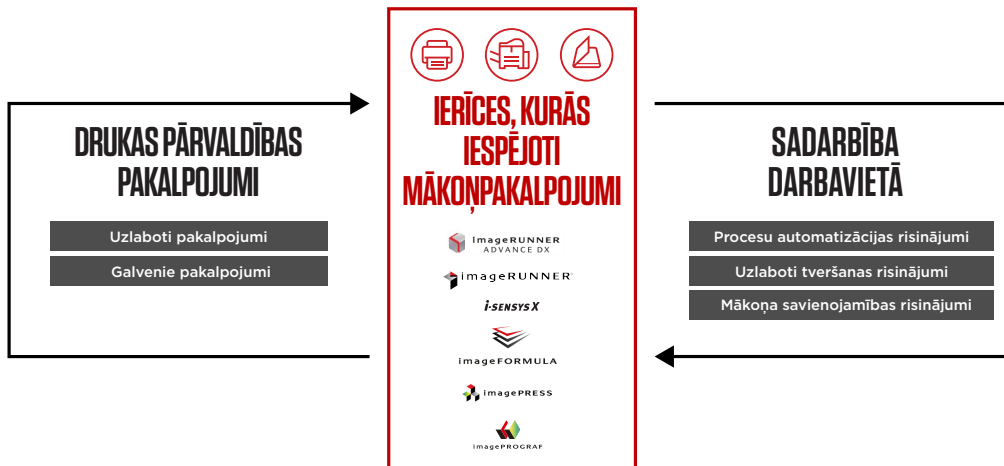 DRUKAS PĀRVALDĪBAS
PAKALPOJUMI
Uzlaboti pakalpojumi
Galvenie pakalpojumi
IERĪCES, KURĀS
IESPĒJOTI
MĀKOŅPAKALPOJUMI
imageRUNNER
ADVANCE DX
imageRUNNER
i-SENSYS X
imageFORMULA
imagePRESS
imagePROGRAF
SADARBĪBA
DARBAVIETĀ
Procesu automatizācijas risinājumi
Uzlaboti tveršanas risinājumi
Mākoņa savienojamības risinājumi